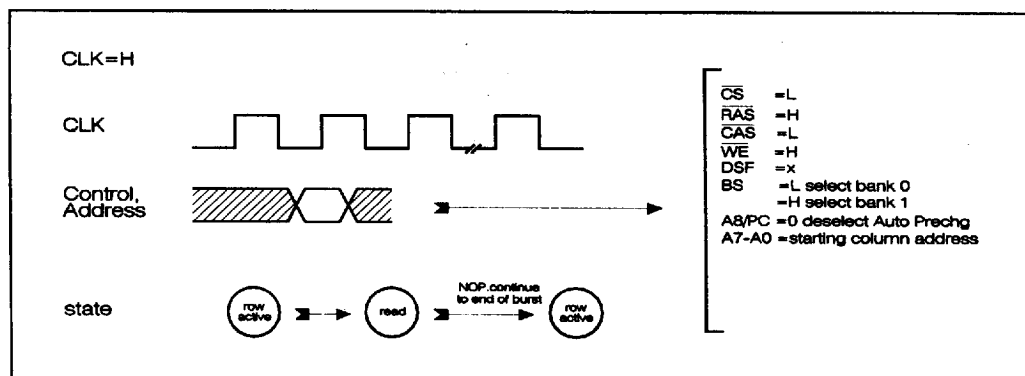 CLK=H
CLK
Control,
Address
state
row
active
read
NOP.continue
to end of burst
row
active
CS =L
RAS =H
CAS =L
WE =H
DSF =x
BS =L select bank 0
=H select bank 1
A8/PC =0 deselect Auto Prechg
A7-A0 =starting column address